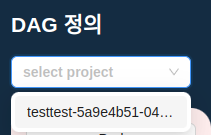 DAG 정의
select project
testtest-5a9e4b51-04…